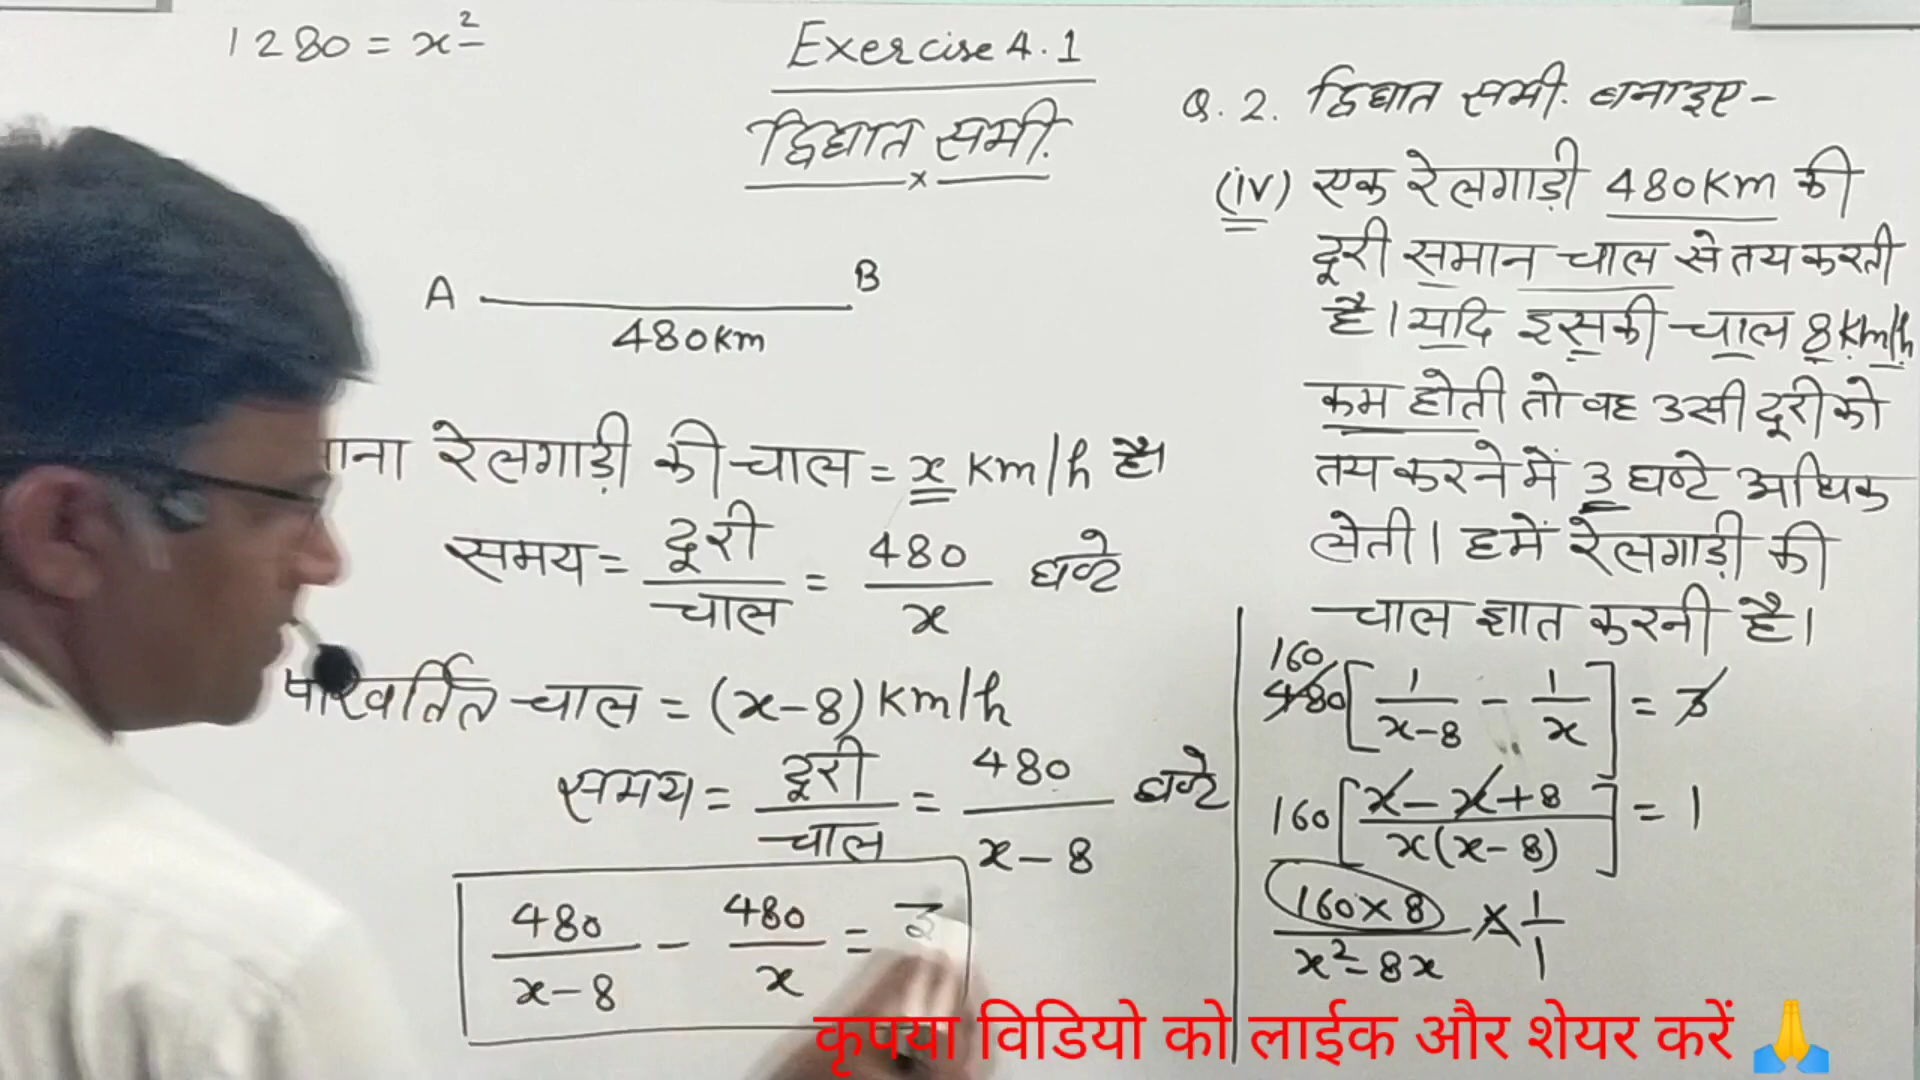 1280 = x²
Exercise 4.1
द्विघात समी.
A B
480km
माना रेलगाड़ी की चाल = x Km/h है।
समय = दूरी/चाल = 480/x घण्टे
परिवर्तित चाल = (x-8) Km/h
समय = दूरी/चाल = 480/x-8 घण्टे
480/x-8 - 480/x = 3
Q. 2. द्विघात समी. बनाइए -
(iv) एक रेलगाड़ी 480Km की
दूरी समान चाल से तय करती
है। यदि इसकी चाल 8 Km/h
कम होती तो वह उसी दूरी को
तय करने में 3 घण्टे अधिक
लेती। हमें रेलगाड़ी की
चाल ज्ञात करनी है।
160
480[1/x-8 - 1/x] = 3
160[x-x+8/x(x-8)] = 1
160×8/x²-8x × 1/1
कृपया विडियो को लाईक और शेयर करें 🙏